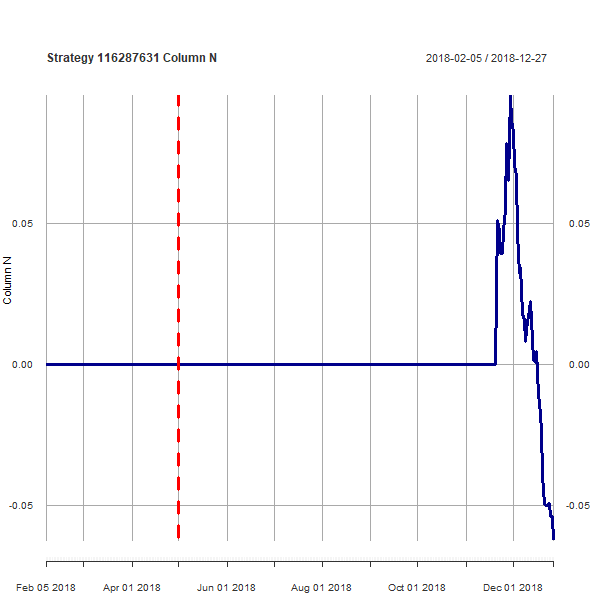 Strategy 116287631 Column N
2018-02-05 / 2018-12-27
0.05
0.05
Column N
0.00
0.00
-0.05
-0.05
Feb 05 2018
Apr 01 2018
Jun 01 2018
Aug 01 2018
Oct 01 2018
Dec 01 2018